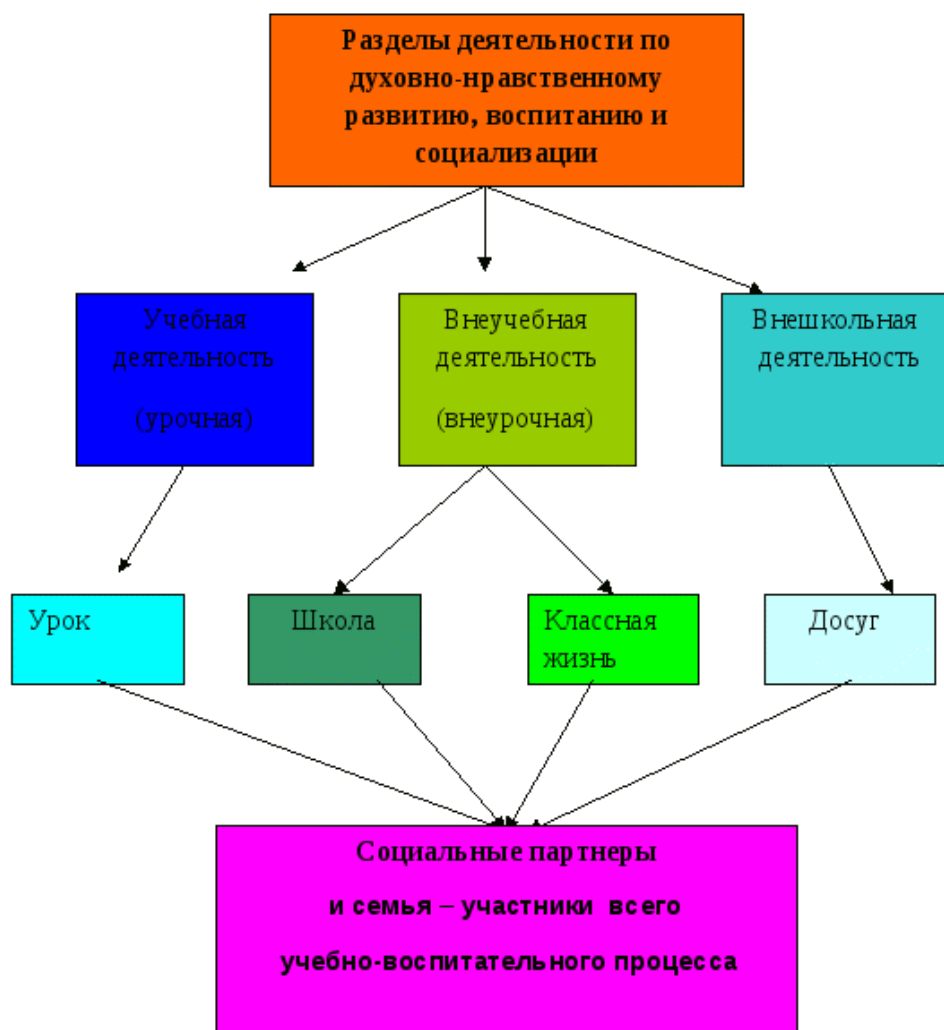 Разделы деятельности по
духовно-нравственному
развитию, воспитанию и
социализации
Учебная
деятельность
(урочная)
Внеучебная
деятельность
(внеурочная)
Внешкольная
деятельность
Урок
Школа
Классная
жизнь
Досуг
Социальные партнеры
и семья – участники всего
учебно-воспитательного процесса